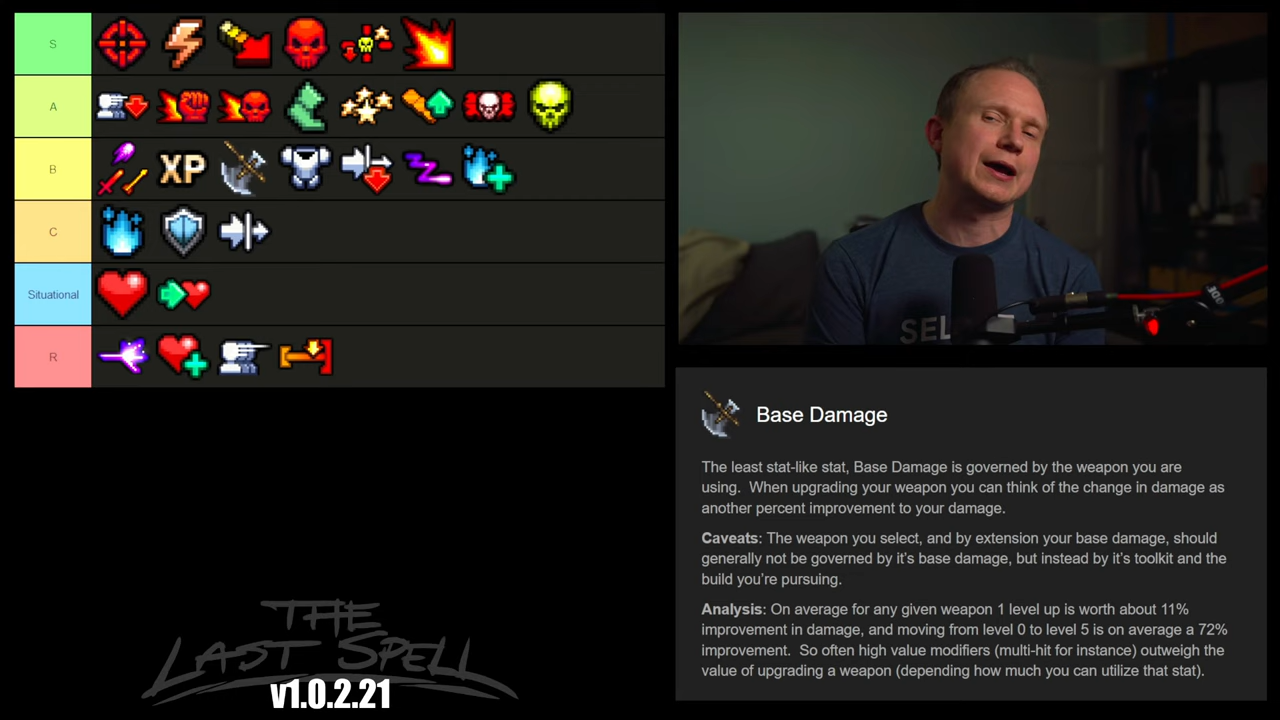 S
A
B
XP
C
Situational
R
SEL
Base Damage
The least stat-like stat, Base Damage is governed by the weapon you are
using.  When upgrading your weapon you can think of the change in damage as
another percent improvement to your damage.
Caveats: The weapon you select, and by extension your base damage, should
generally not be governed by it's base damage, but instead by it's toolkit and the
build you're pursuing.
Analysis: On average for any given weapon 1 level up is worth about 11%
improvement in damage, and moving from level 0 to level 5 is on average a 72%
improvement.  So often high value modifiers (multi-hit for instance) outweigh the
value of upgrading a weapon (depending how much you can utilize that stat).
THE
LAST SPELL
v1.0.2.21